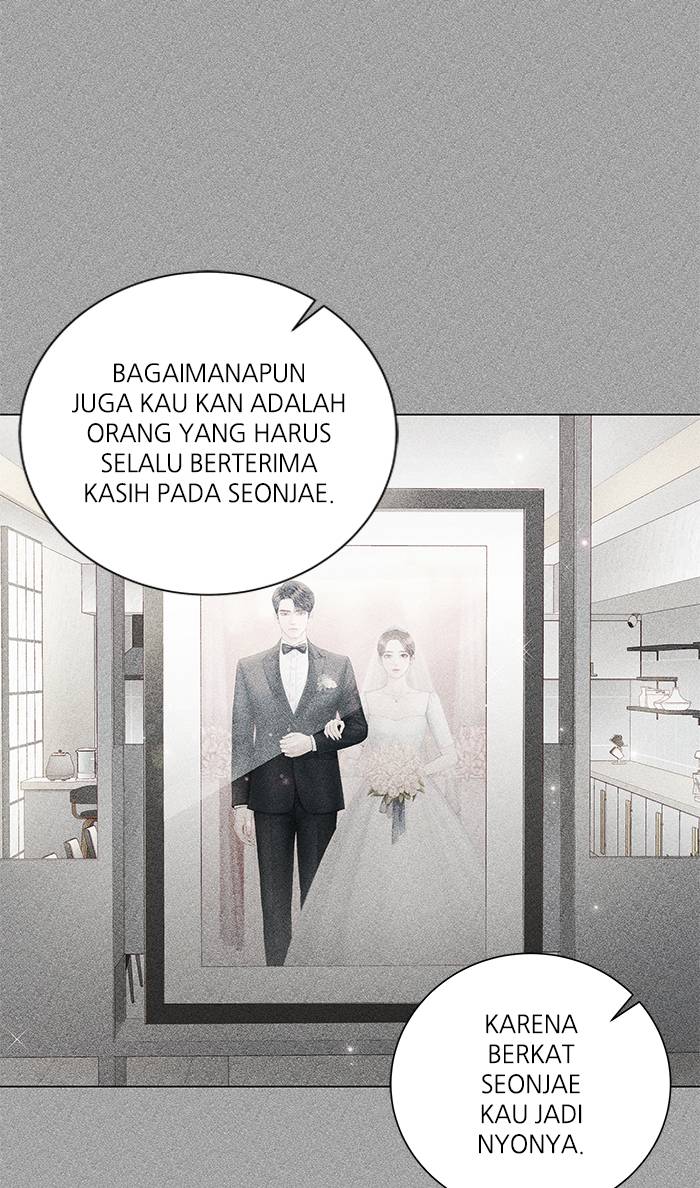 BAGAIMANAPUN
JUGA KAU KAN ADALAH
ORANG YANG HARUS
SELALU BERTERIMA
KASIH PADA SEONJAE.
KARENA
BERKAT
SEONJAE
KAU JADI
NYONYA.